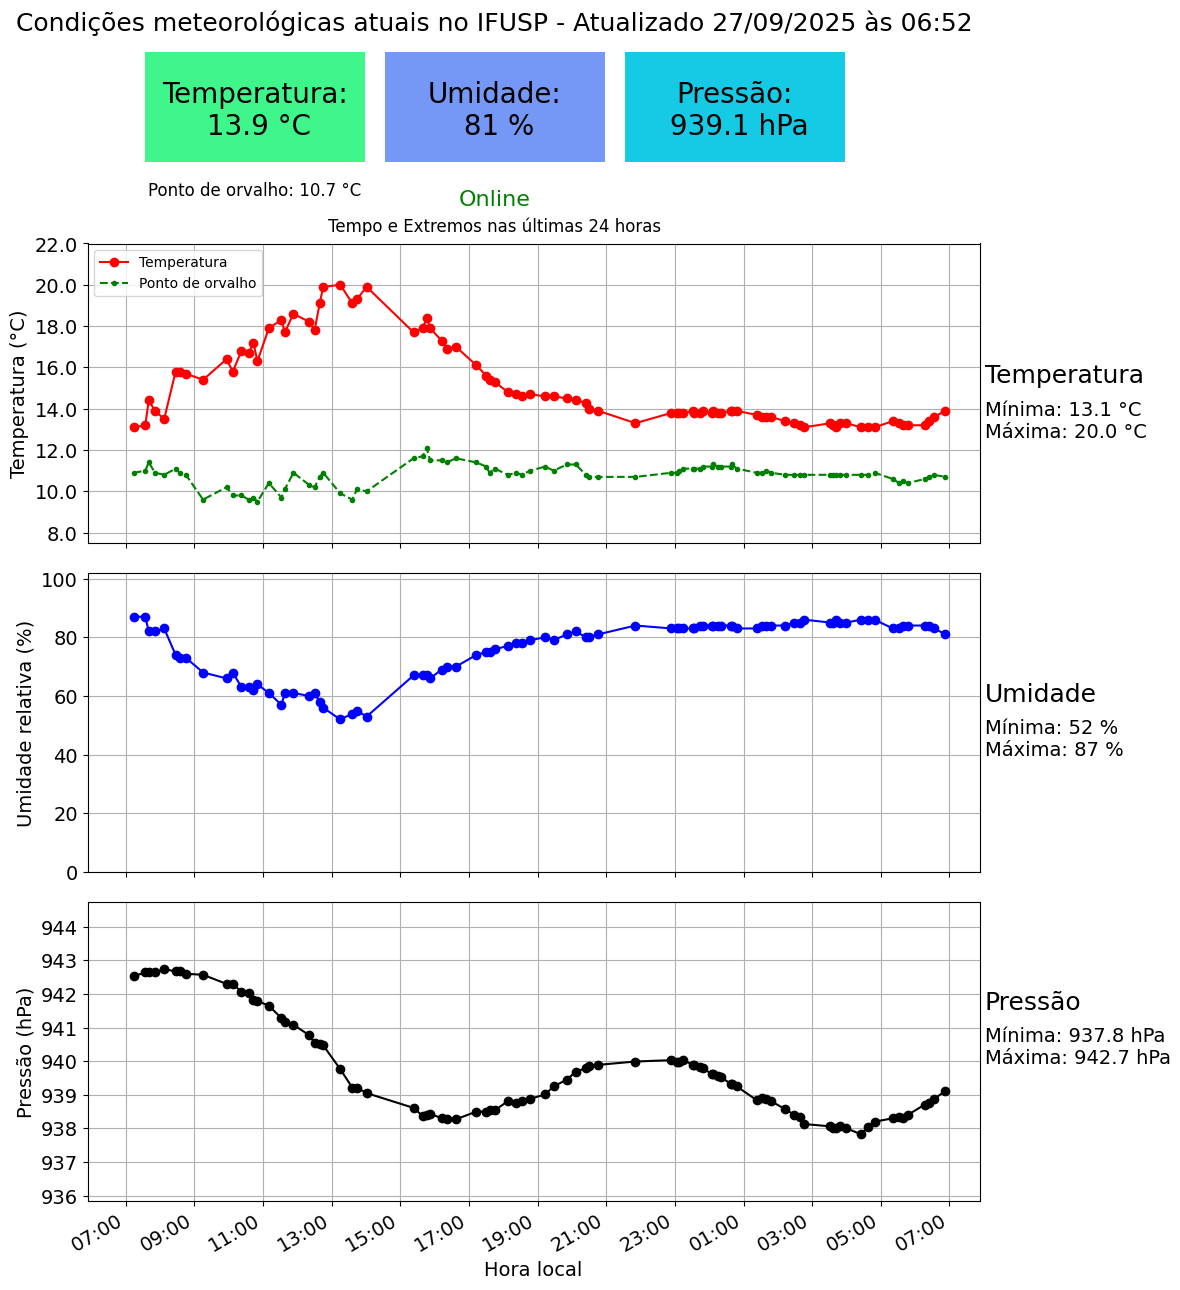 Condições meteorológicas atuais no IFUSP - Atualizado 27/09/2025 às 06:52
Temperatura:
13.9 °C
Umidade:
81 %
Pressão:
939.1 hPa
Ponto de orvalho: 10.7 °C
Online
Tempo e Extremos nas últimas 24 horas
Temperatura (°C)
22.0
20.0
18.0
16.0
14.0
12.0
10.0
8.0
Temperatura
Ponto de orvalho
Temperatura
Mínima: 13.1 °C
Máxima: 20.0 °C
Umidade relativa (%)
100
80
60
40
20
0
Umidade
Mínima: 52 %
Máxima: 87 %
Pressão (hPa)
944
943
942
941
940
939
938
937
936
Pressão
Mínima: 937.8 hPa
Máxima: 942.7 hPa
07:00
09:00
11:00
13:00
15:00
17:00
19:00
21:00
23:00
01:00
03:00
05:00
07:00
Hora local